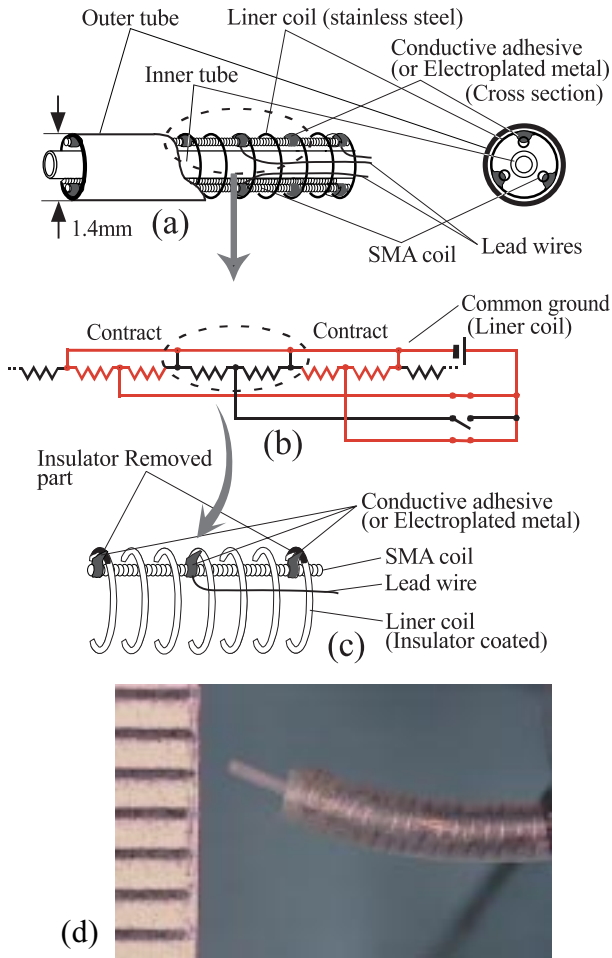 Outer tube
Liner coil (stainless steel)
Conductive adhesive
(or Electroplated metal)
(Cross section)
Inner tube
1.4mm
(a)
SMA coil
Lead wires
Common ground
(Liner coil)
Contract
Contract
(b)
Insulator Removed
part
Conductive adhesive
(or Electroplated metal)
SMA coil
Lead wire
Liner coil
(Insulator coated)
(c)
(d)